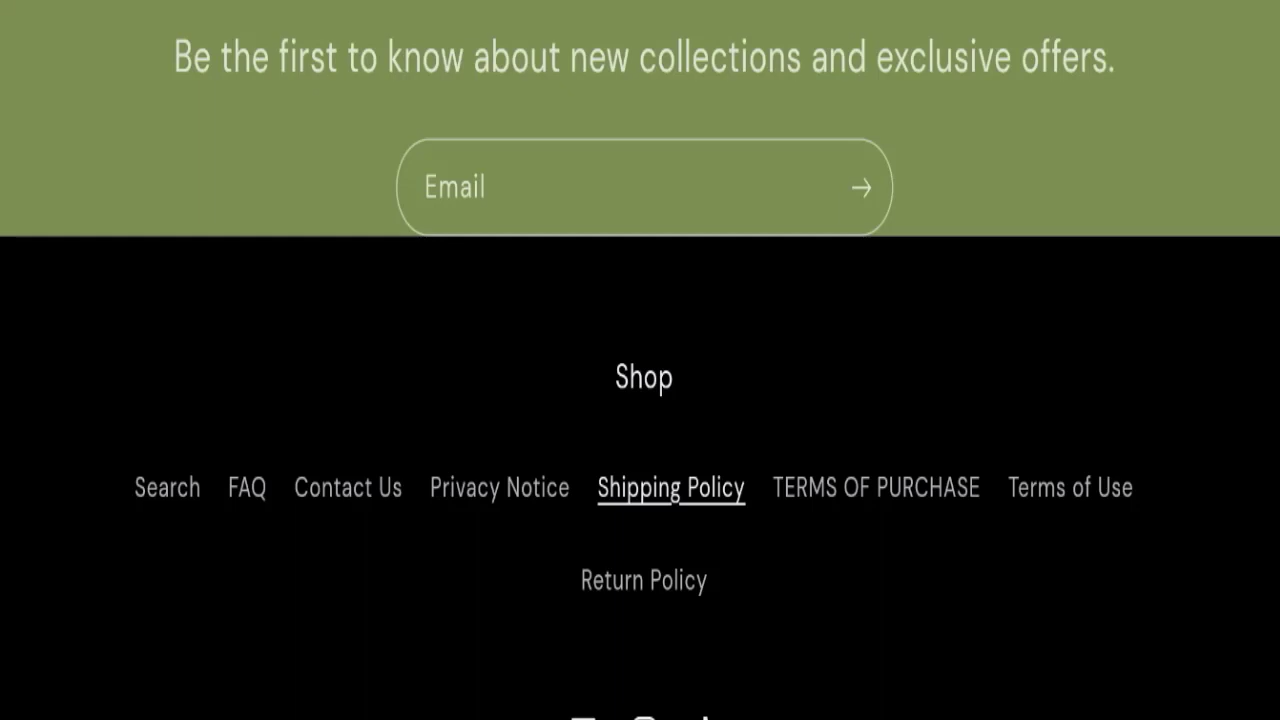 Be the first to know about new collections and exclusive offers.
Email
Shop
Search FAQ Contact Us Privacy Notice Shipping Policy TERMS OF PURCHASE Terms of Use
Return Policy